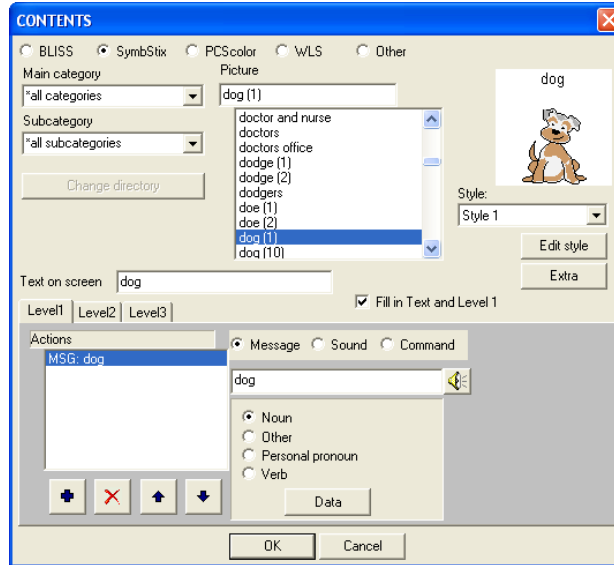 CONTENTS
BLISS SymbStix PCScolor WLS Other
Main category
*all categories
Subcategory
*all subcategories
Change directory
Picture
dog (1)
doctor and nurse
doctors
doctors office
dodge (1)
dodge (2)
dodgers
doe (1)
doe (2)
dog (1)
dog (10)
dog
Style:
Style 1
Edit style
Extra
Text on screen dog
Fill in Text and Level 1
Level1 Level2 Level3
Actions
MSG: dog
Message Sound Command
dog
Noun
Other
Personal pronoun
Verb
Data
OK Cancel